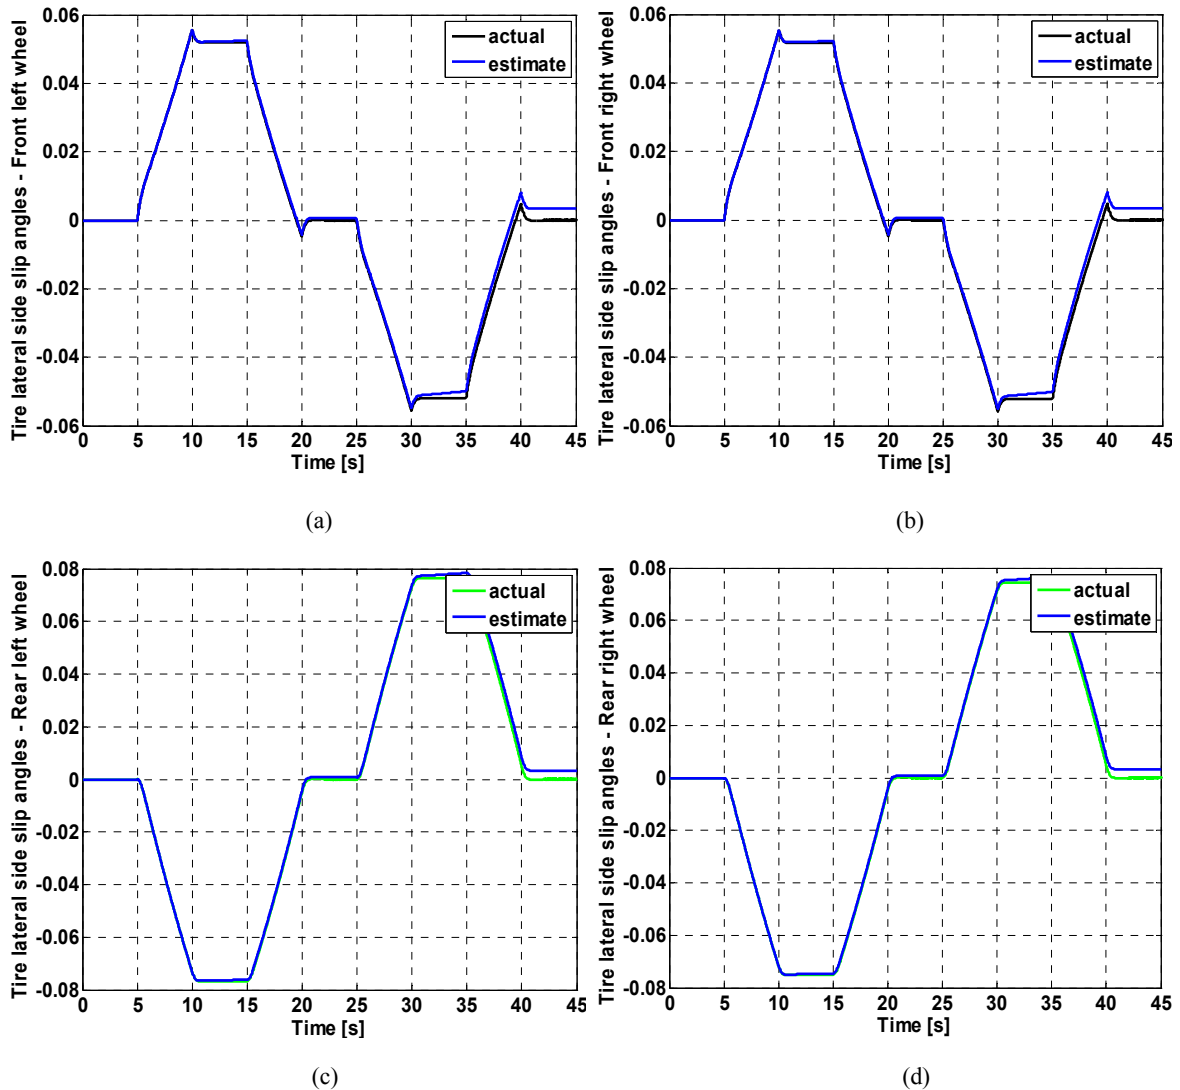 Tire lateral side slip angles - Front left wheel
0.06
0.04
0.02
0
-0.02
-0.04
-0.06
actual
estimate
0 5 10 15 20 25 30 35 40 45
Time [s]
(a)
Tire lateral side slip angles - Front right wheel
0.06
0.04
0.02
0
-0.02
-0.04
-0.06
actual
estimate
0 5 10 15 20 25 30 35 40 45
Time [s]
(b)
Tire lateral side slip angles - Rear left wheel
0.08
0.06
0.04
0.02
0
-0.02
-0.04
-0.06
-0.08
actual
estimate
0 5 10 15 20 25 30 35 40 45
Time [s]
(c)
Tire lateral side slip angles - Rear right wheel
0.08
0.06
0.04
0.02
0
-0.02
-0.04
-0.06
-0.08
actual
estimate
0 5 10 15 20 25 30 35 40 45
Time [s]
(d)